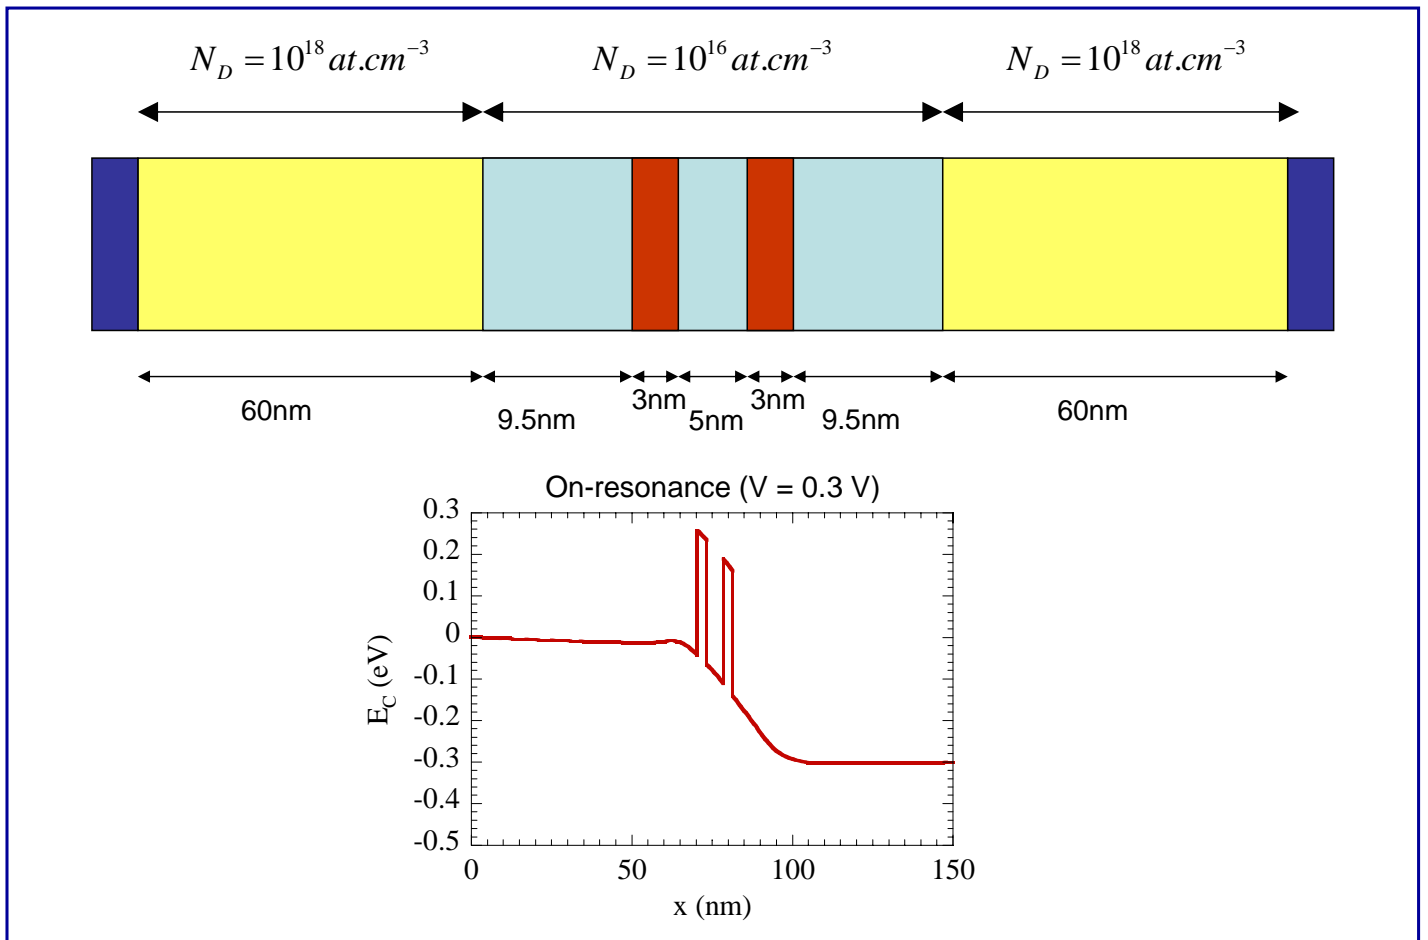 N_D = 10^18 at.cm^−3 N_D = 10^16 at.cm^−3 N_D = 10^18 at.cm^−3
60nm 9.5nm 3nm 5nm 3nm 9.5nm 60nm
On-resonance (V = 0.3 V)
0.3
0.2
0.1
0
-0.1
-0.2
-0.3
-0.4
-0.5
E_C (eV)
0 50 100 150
x (nm)